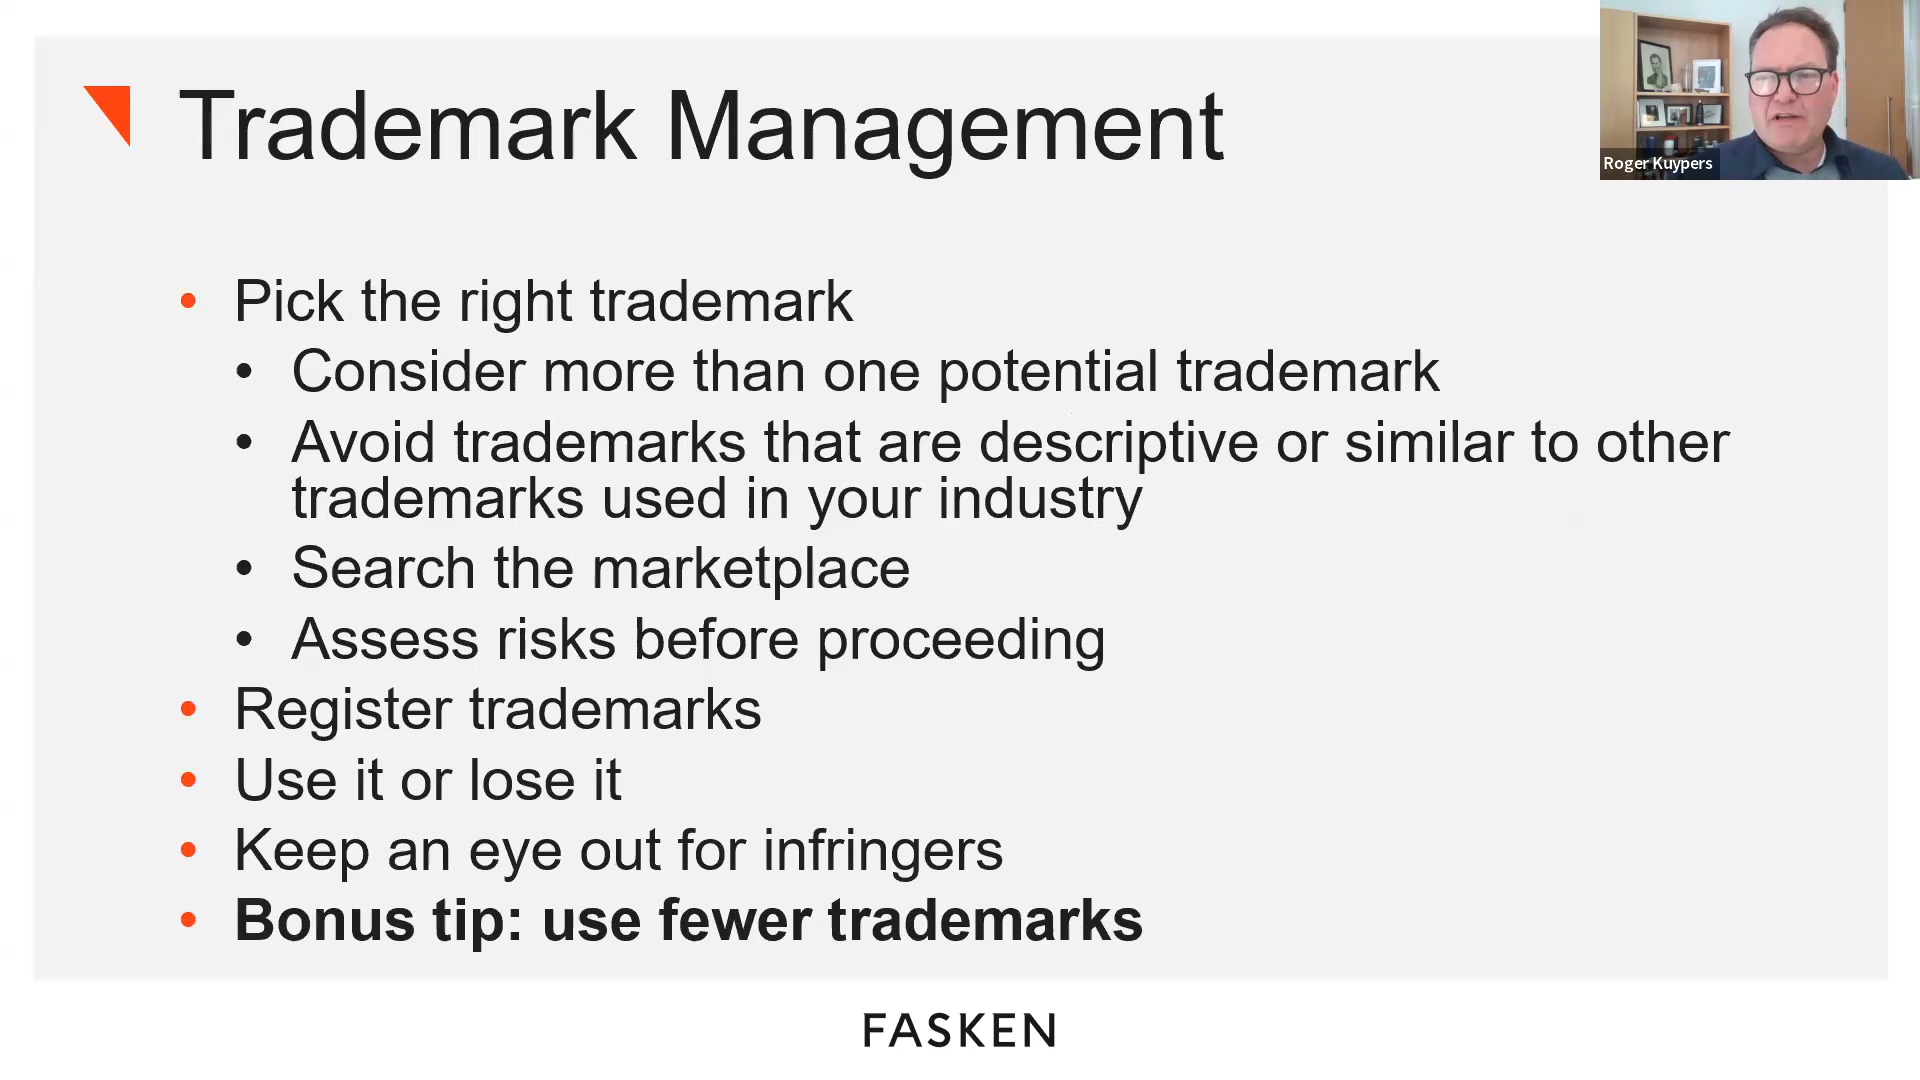 Trademark Management
Roger Kuypers
• Pick the right trademark
• Consider more than one potential trademark
• Avoid trademarks that are descriptive or similar to other
trademarks used in your industry
• Search the marketplace
• Assess risks before proceeding
• Register trademarks
• Use it or lose it
• Keep an eye out for infringers
• Bonus tip: use fewer trademarks
FASKEN